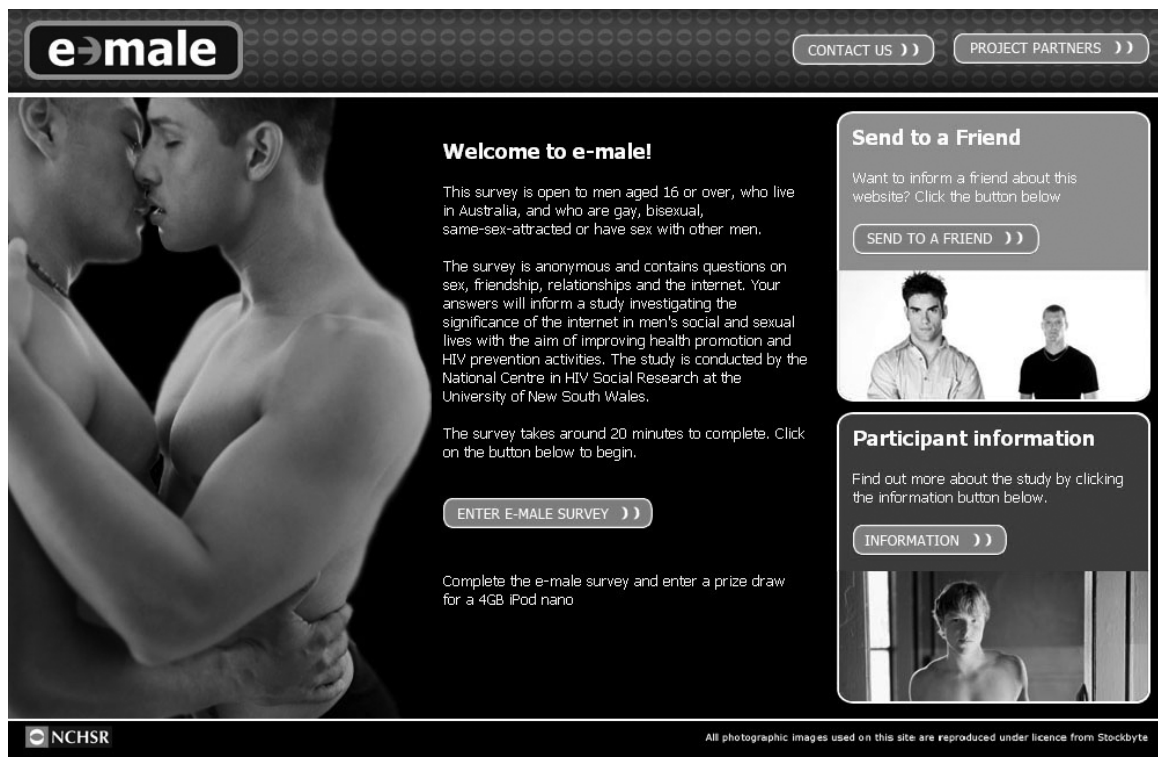 e male
CONTACT US
PROJECT PARTNERS
Welcome to e-male!
This survey is open to men aged 16 or over, who live
in Australia, and who are gay, bisexual,
same-sex-attracted or have sex with other men.
The survey is anonymous and contains questions on
sex, friendship, relationships and the internet. Your
answers will inform a study investigating the
significance of the internet in men's social and sexual
lives with the aim of improving health promotion and
HIV prevention activities. The study is conducted by the
National Centre in HIV Social Research at the
University of New South Wales.
The survey takes around 20 minutes to complete. Click
on the button below to begin.
ENTER E-MALE SURVEY
Complete the e-male survey and enter a prize draw
for a 4GB iPod nano
Send to a Friend
Want to inform a friend about this
website? Click the button below
SEND TO A FRIEND
Participant information
Find out more about the study by clicking
the information button below.
INFORMATION
NCHSR
All photographic images used on this site are reproduced under licence from Stockbyte